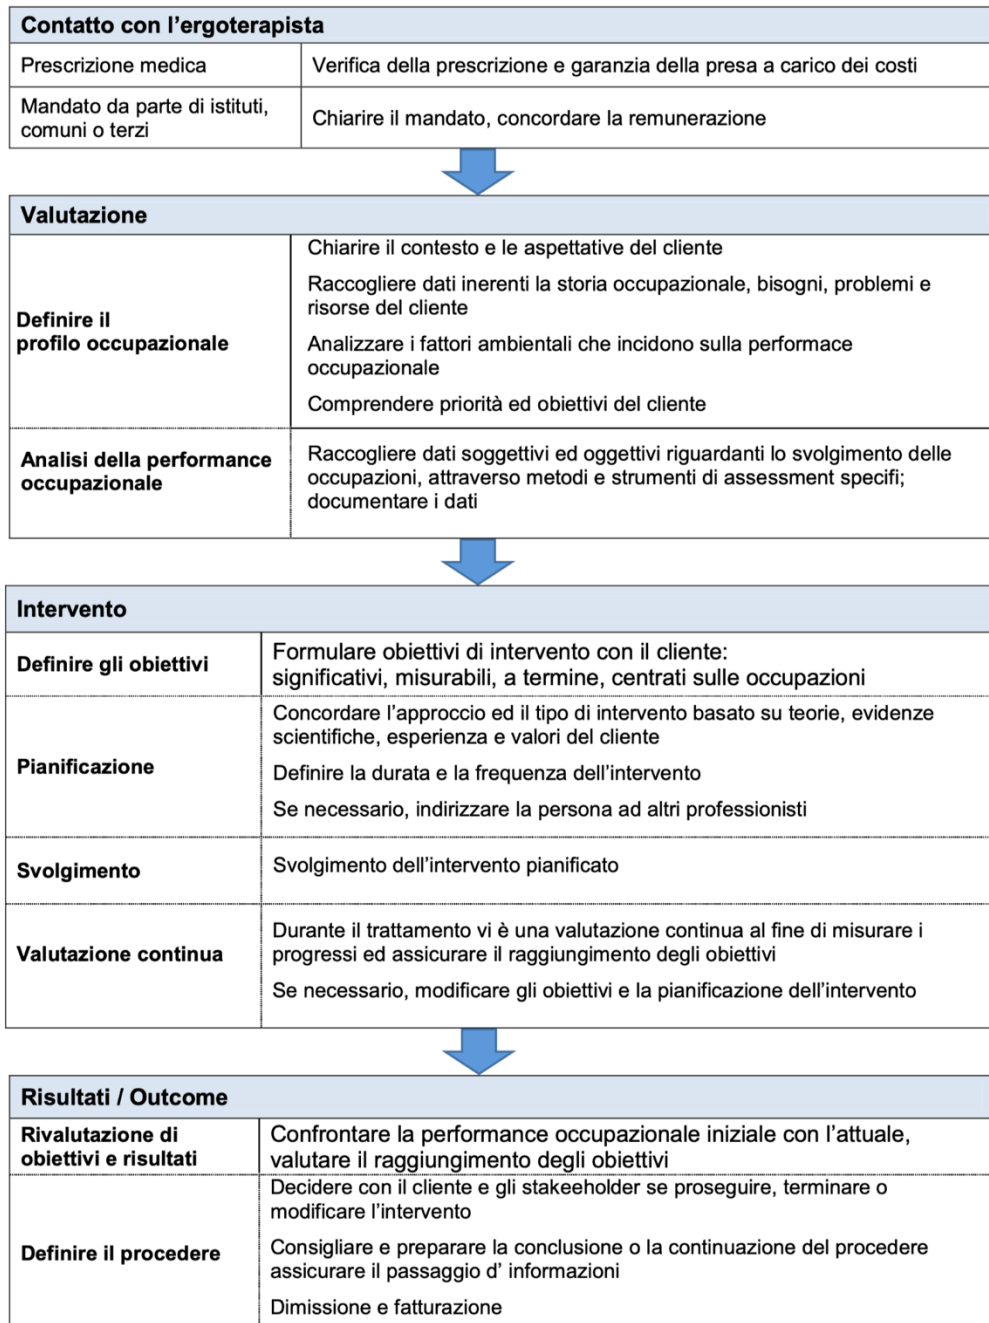 Contatto con l'ergoterapista
Prescrizione medica
Verifica della prescrizione e garanzia della presa a carico dei costi
Mandato da parte di istituti,
comuni o terzi
Chiarire il mandato, concordare la remunerazione
Valutazione
Definire il
profilo occupazionale
Chiarire il contesto e le aspettative del cliente
Raccogliere dati inerenti la storia occupazionale, bisogni, problemi e
risorse del cliente
Analizzare i fattori ambientali che incidono sulla performace
occupazionale
Comprendere priorità ed obiettivi del cliente
Analisi della performance
occupazionale
Raccogliere dati soggettivi ed oggettivi riguardanti lo svolgimento delle
occupazioni, attraverso metodi e strumenti di assessment specifi;
documentare i dati
Intervento
Definire gli obiettivi
Formulare obiettivi di intervento con il cliente:
significativi, misurabili, a termine, centrati sulle occupazioni
Pianificazione
Concordare l'approccio ed il tipo di intervento basato su teorie, evidenze
scientifiche, esperienza e valori del cliente
Definire la durata e la frequenza dell'intervento
Se necessario, indirizzare la persona ad altri professionisti
Svolgimento
Svolgimento dell'intervento pianificato
Valutazione continua
Durante il trattamento vi è una valutazione continua al fine di misurare i
progressi ed assicurare il raggiungimento degli obiettivi
Se necessario, modificare gli obiettivi e la pianificazione dell'intervento
Risultati / Outcome
Rivalutazione di
obiettivi e risultati
Confrontare la performance occupazionale iniziale con l'attuale,
valutare il raggiungimento degli obiettivi
Definire il procedere
Decidere con il cliente e gli stakeholder se proseguire, terminare o
modificare l'intervento
Consigliare e preparare la conclusione o la continuazione del procedere
assicurare il passaggio d' informazioni
Dimissione e fatturazione